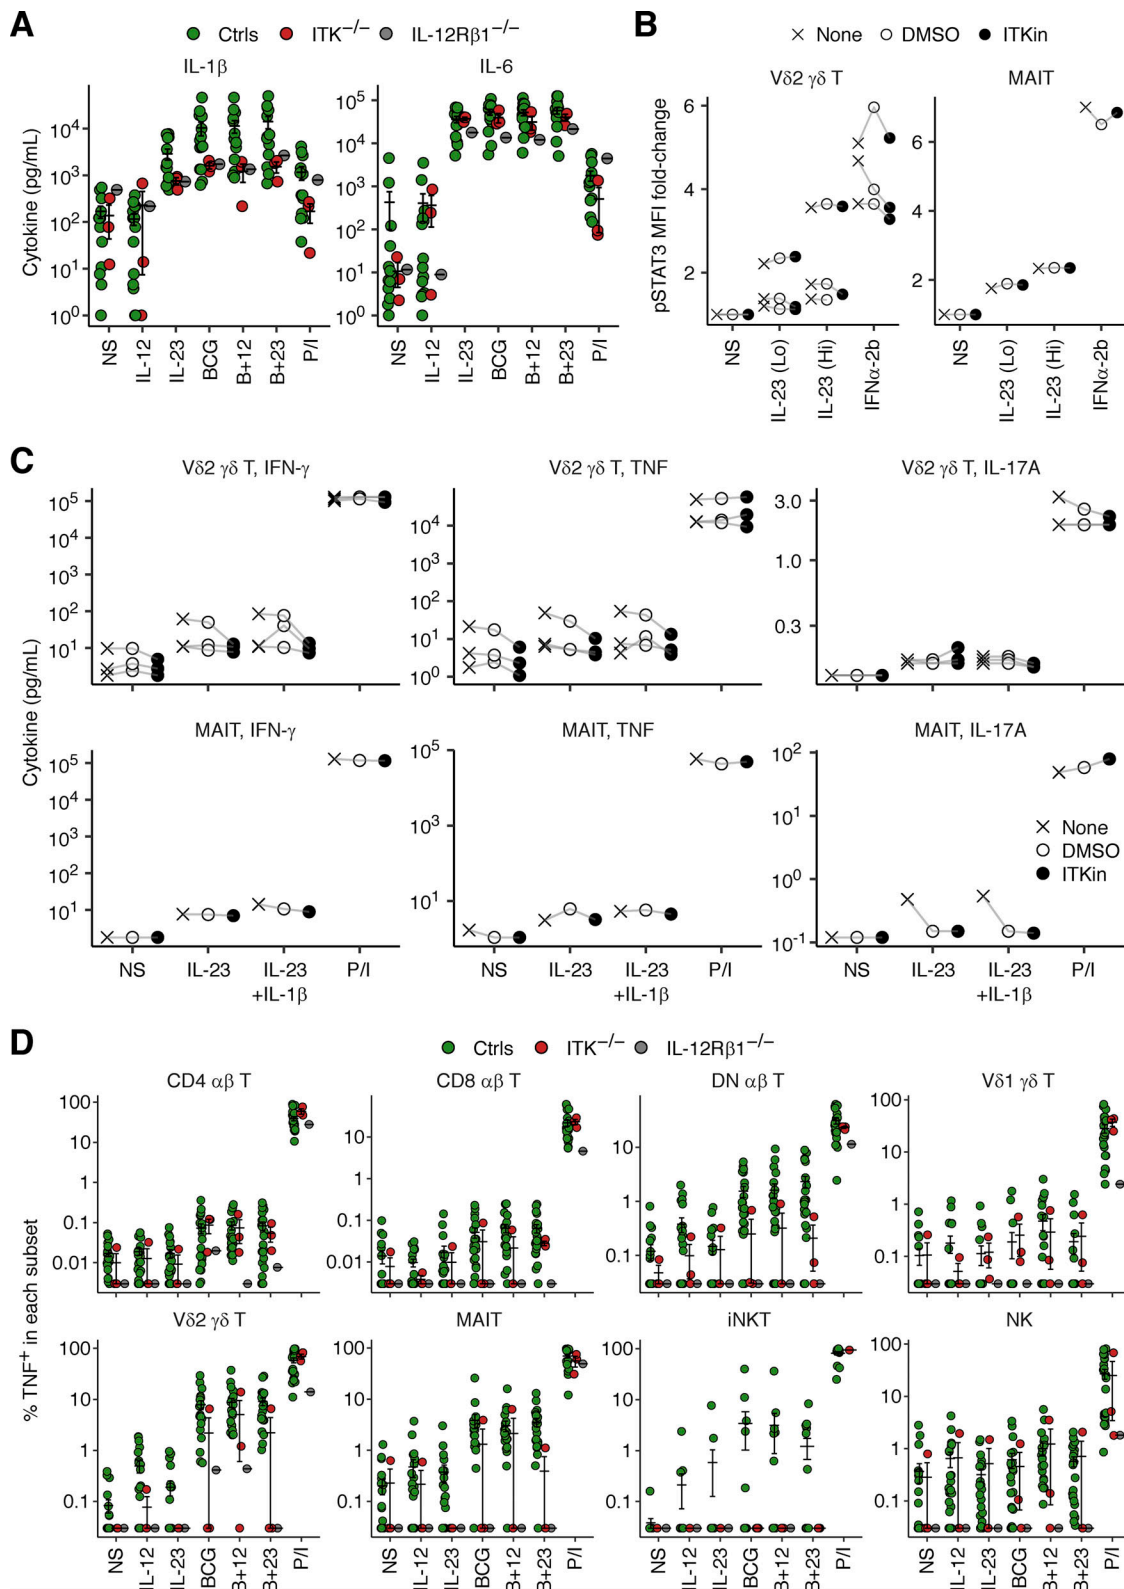 A
Ctrls ITK−/− IL-12Rβ1−/−
IL-1β IL-6
Cytokine (pg/mL)
10⁴
10³
10²
10¹
10⁰
10⁵
10⁴
10³
10²
10¹
10⁰
NS IL-12 IL-23 BCG B+12 B+23 P/I
NS IL-12 IL-23 BCG B+12 B+23 P/I
B
None DMSO ITKin
Vδ2 γδ T MAIT
pSTAT3 MFI fold-change
6
4
2
6
4
2
NS IL-23 (Lo) IL-23 (Hi) IFNα-2b
NS IL-23 (Lo) IL-23 (Hi) IFNα-2b
C
Vδ2 γδ T, IFN-γ Vδ2 γδ T, TNF Vδ2 γδ T, IL-17A
Cytokine (pg/mL)
10⁵
10⁴
10³
10²
10¹
10⁴
10³
10²
10¹
10⁰
3.0
1.0
0.3
MAIT, IFN-γ MAIT, TNF MAIT, IL-17A
10⁵
10⁴
10³
10²
10¹
10⁵
10³
10¹
10²
10¹
10⁰
10⁻¹
None
DMSO
ITKin
NS IL-23 IL-23 P/I
+IL-1β
NS IL-23 IL-23 P/I
+IL-1β
NS IL-23 IL-23 P/I
+IL-1β
D
Ctrls ITK−/− IL-12Rβ1−/−
CD4 αβ T CD8 αβ T DN αβ T Vδ1 γδ T
% TNF⁺ in each subset
100
10
1
0.1
0.01
10
1
0.1
0.01
10
1
0.1
100
10
1
0.1
Vδ2 γδ T MAIT iNKT NK
100
10
1
0.1
100
10
1
0.1
100
10
1
0.1
100
10
1
0.1
NS IL-12 IL-23 BCG B+12 B+23 P/I
NS IL-12 IL-23 BCG B+12 B+23 P/I
NS IL-12 IL-23 BCG B+12 B+23 P/I
NS IL-12 IL-23 BCG B+12 B+23 P/I